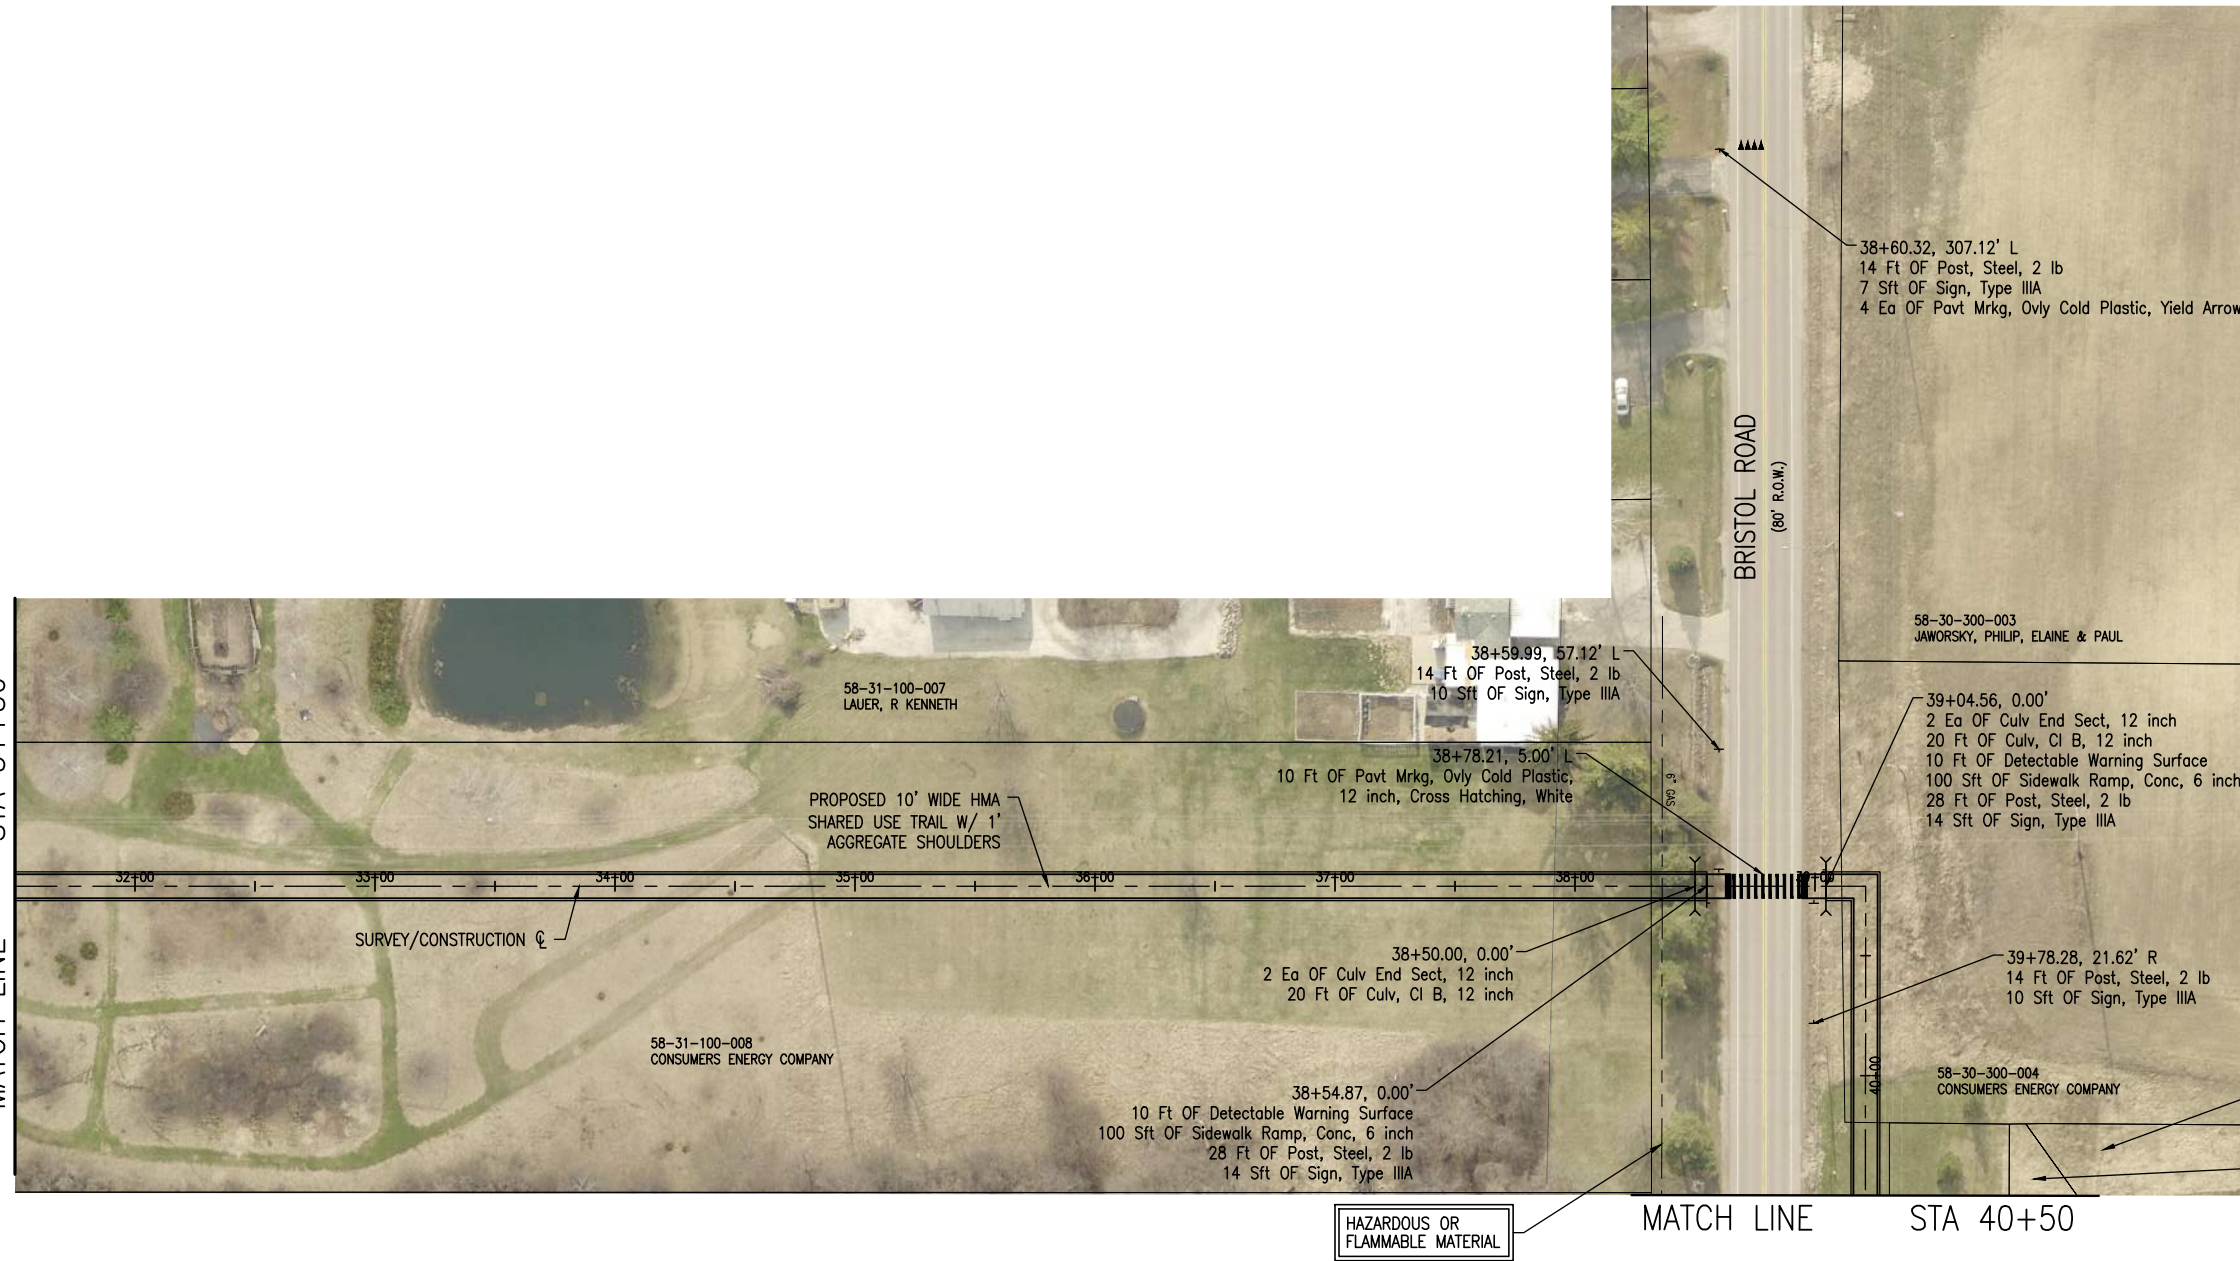 38+60.32, 307.12' L
14 Ft OF Post, Steel, 2 lb
7 Sft OF Sign, Type IIIA
4 Ea OF Pavt Mrkg, Ovly Cold Plastic, Yield Arrow
BRISTOL ROAD
(80' R.O.W.)
58-30-300-003
JAWORSKY, PHILIP, ELAINE & PAUL
38+59.99, 57.12' L
14 Ft OF Post, Steel, 2 lb
10 Sft OF Sign, Type IIIA
58-31-100-007
LAUER, R KENNETH
39+04.56, 0.00'
2 Ea OF Culv End Sect, 12 inch
20 Ft OF Culv, Cl B, 12 inch
10 Ft OF Detectable Warning Surface
100 Sft OF Sidewalk Ramp, Conc, 6 inch
28 Ft OF Post, Steel, 2 lb
14 Sft OF Sign, Type IIIA
38+78.21, 5.00' L
10 Ft OF Pavt Mrkg, Ovly Cold Plastic,
12 inch, Cross Hatching, White
6" GAS
PROPOSED 10' WIDE HMA
SHARED USE TRAIL W/ 1'
AGGREGATE SHOULDERS
32+00 33+00 34+00 35+00 36+00 37+00 38+00 39+00
SURVEY/CONSTRUCTION ℄
MATCH LINE
38+50.00, 0.00'
2 Ea OF Culv End Sect, 12 inch
20 Ft OF Culv, Cl B, 12 inch
39+78.28, 21.62' R
14 Ft OF Post, Steel, 2 lb
10 Sft OF Sign, Type IIIA
40+00
58-31-100-008
CONSUMERS ENERGY COMPANY
58-30-300-004
CONSUMERS ENERGY COMPANY
38+54.87, 0.00'
10 Ft OF Detectable Warning Surface
100 Sft OF Sidewalk Ramp, Conc, 6 inch
28 Ft OF Post, Steel, 2 lb
14 Sft OF Sign, Type IIIA
HAZARDOUS OR
FLAMMABLE MATERIAL
MATCH LINE STA 40+50